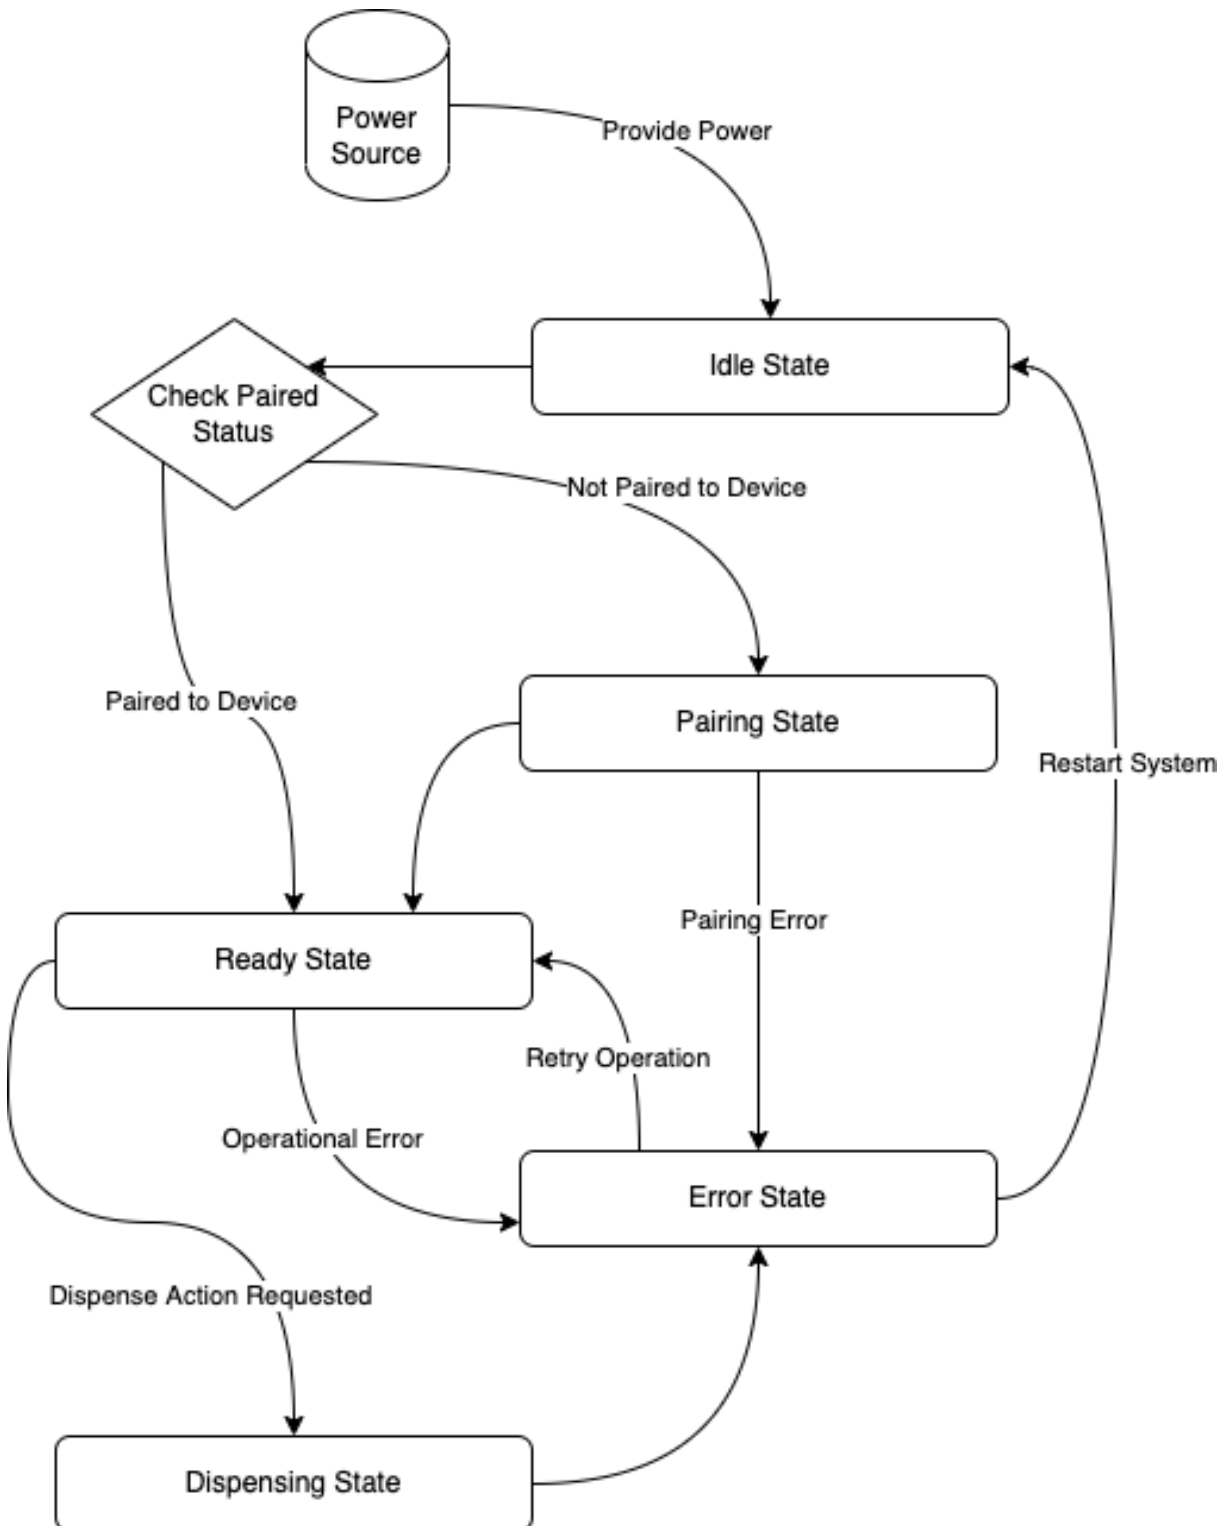 Power
Source
Provide Power
Idle State
Check Paired
Status
Not Paired to Device
Paired to Device
Pairing State
Restart System
Pairing Error
Ready State
Retry Operation
Operational Error
Error State
Dispense Action Requested
Dispensing State